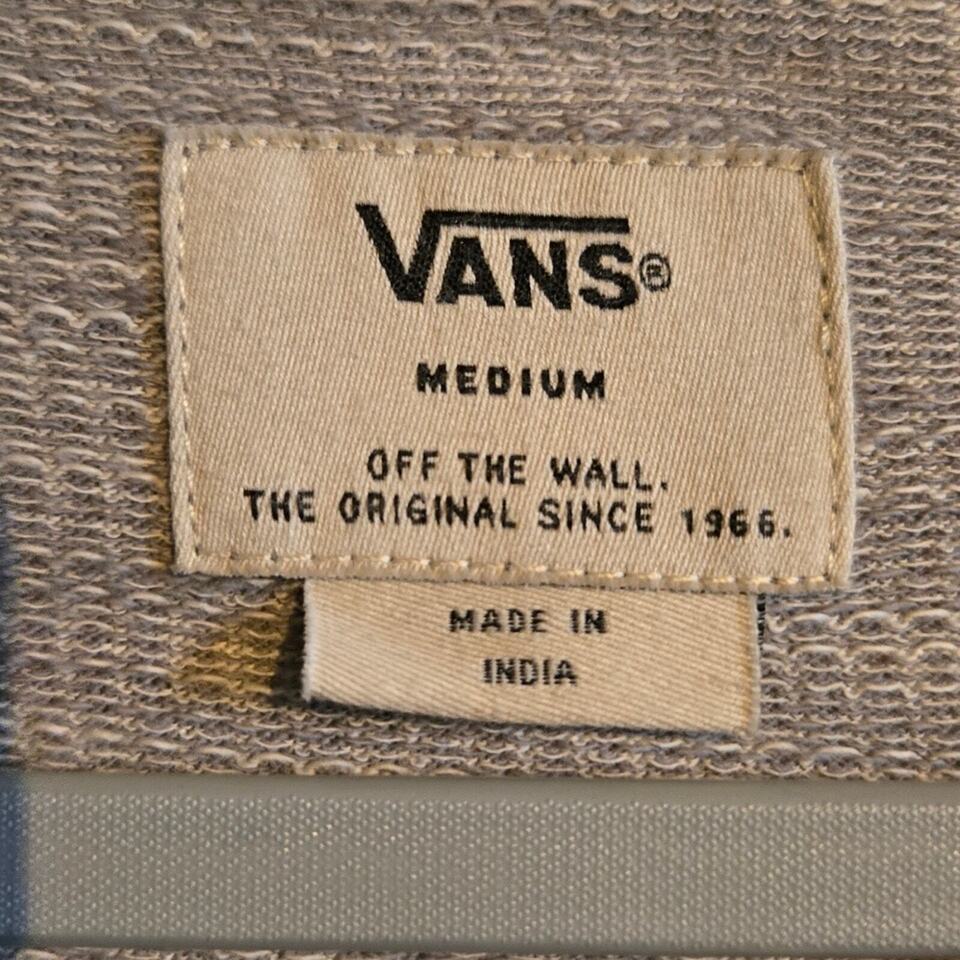 VANS®
MEDIUM
OFF THE WALL.
THE ORIGINAL SINCE 1966.
MADE IN
INDIA